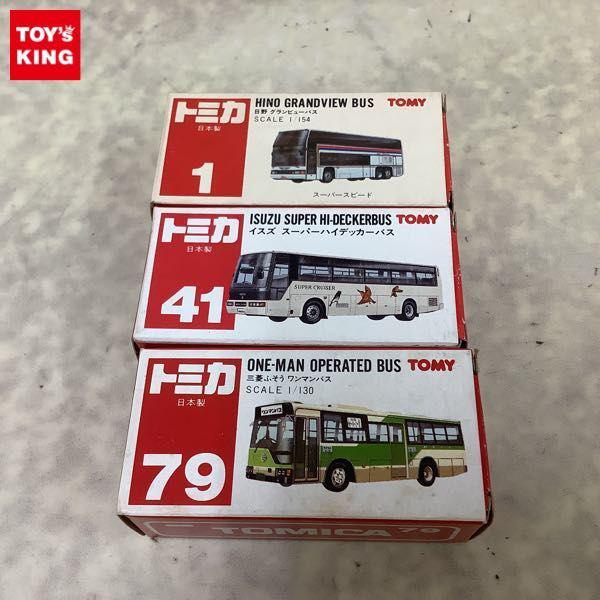 TOY's
KING
トミカ
日本製
1
HINO GRANDVIEW BUS TOMY
日野 グランビューバス
SCALE 1/154
スーパースピード
トミカ
日本製
41
ISUZU SUPER HI-DECKERBUS TOMY
イスズ スーパーハイデッカーバス
SUPER CRUISER
トミカ
日本製
79
ONE-MAN OPERATED BUS TOMY
三菱ふそう ワンマンバス
SCALE 1/130
ワンマンバス
TOMICA 79